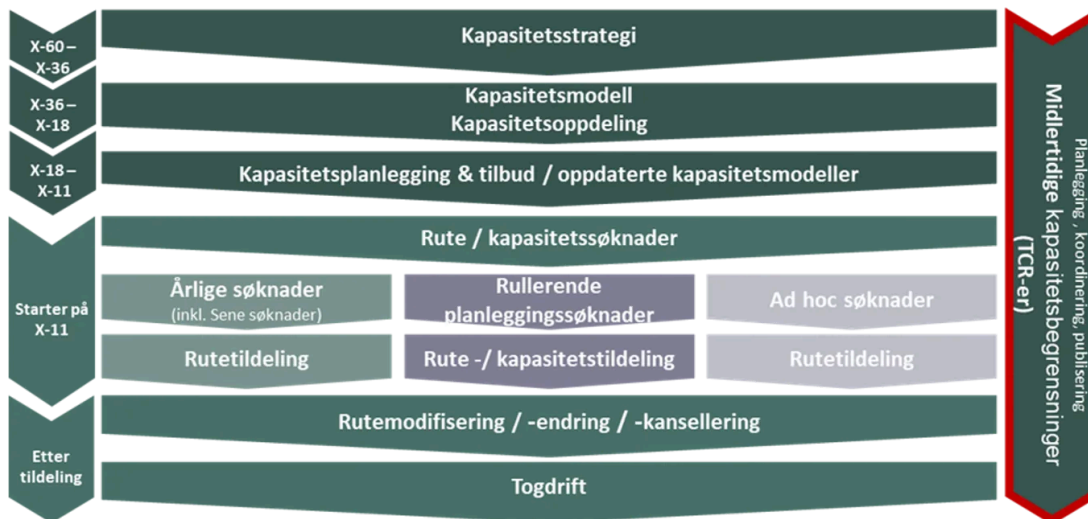 X-60 –
X-36
Kapasitetsstrategi
X-36 –
X-18
Kapasitetsmodell
Kapasitetsoppdeling
X-18 –
X-11
Kapasitetsplanlegging & tilbud / oppdaterte kapasitetsmodeller
Starter på
X-11
Rute / kapasitetssøknader
Årlige søknader
(inkl. Sene søknader)
Rullerende
planleggingssøknader
Ad hoc søknader
Rutetildeling
Rute -/ kapasitetstildeling
Rutetildeling
Etter
tildeling
Rutemodifisering / -endring / -kansellering
Togdrift
Planlegging , koordinering, publisering
Midlertidige kapasitetsbegrensninger
(TCR-er)